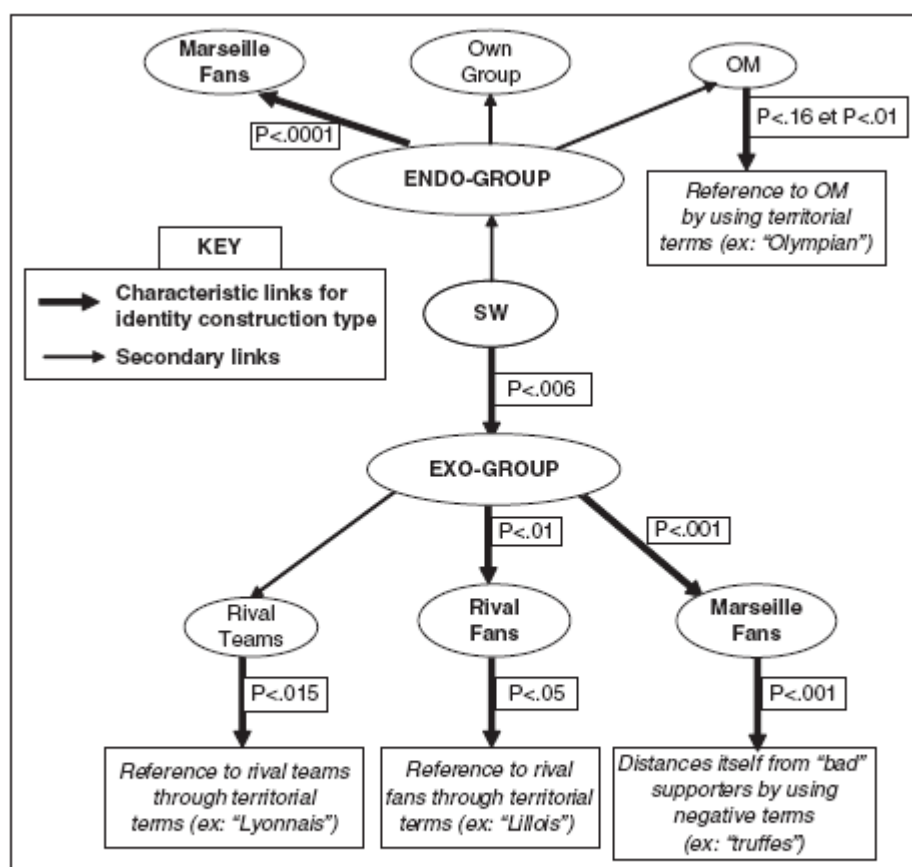 Marseille
Fans
Own
Group
OM
P<.0001
P<.16 et P<.01
ENDO-GROUP
Reference to OM
by using territorial
terms (ex: “Olympian”)
KEY
Characteristic links for
identity construction type
Secondary links
SW
P<.006
EXO-GROUP
P<.01
P<.001
Rival
Teams
Rival
Fans
Marseille
Fans
P<.015
P<.05
P<.001
Reference to rival teams
through territorial
terms (ex: “Lyonnais”)
Reference to rival
fans through territorial
terms (ex: “Lillois”)
Distances itself from “bad”
supporters by using
negative terms
(ex: “truffes”)